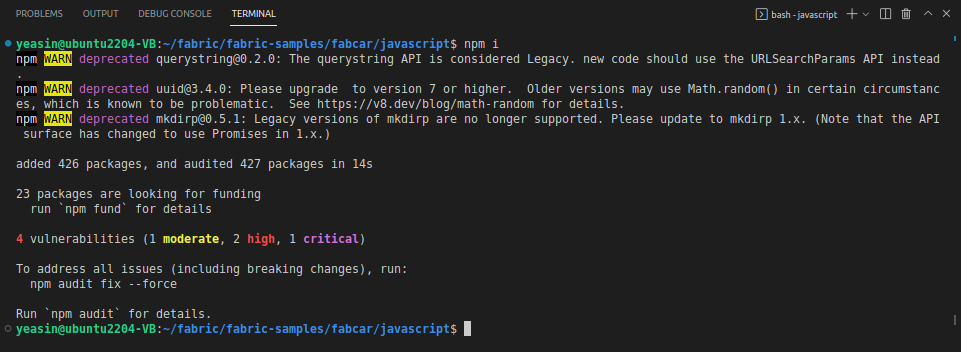 PROBLEMS OUTPUT DEBUG CONSOLE TERMINAL bash - javascript
yeasin@ubuntu2204-VB:~/fabric/fabric-samples/fabcar/javascript$ npm i
npm WARN deprecated querystring@0.2.0: The querystring API is considered Legacy. new code should use the URLSearchParams API instead
.
npm WARN deprecated uuid@3.4.0: Please upgrade  to version 7 or higher.  Older versions may use Math.random() in certain circumstanc
es, which is known to be problematic.  See https://v8.dev/blog/math-random for details.
npm WARN deprecated mkdirp@0.5.1: Legacy versions of mkdirp are no longer supported. Please update to mkdirp 1.x. (Note that the API
 surface has changed to use Promises in 1.x.)
added 426 packages, and audited 427 packages in 14s
23 packages are looking for funding
  run `npm fund` for details
4 vulnerabilities (1 moderate, 2 high, 1 critical)
To address all issues (including breaking changes), run:
  npm audit fix --force
Run `npm audit` for details.
yeasin@ubuntu2204-VB:~/fabric/fabric-samples/fabcar/javascript$